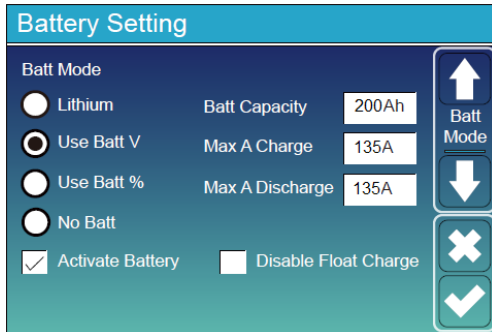 Battery Setting
Batt Mode
Lithium
Batt Capacity 200Ah
Use Batt V
Max A Charge 135A
Use Batt %
Max A Discharge 135A
No Batt
Activate Battery
Disable Float Charge
Batt
Mode